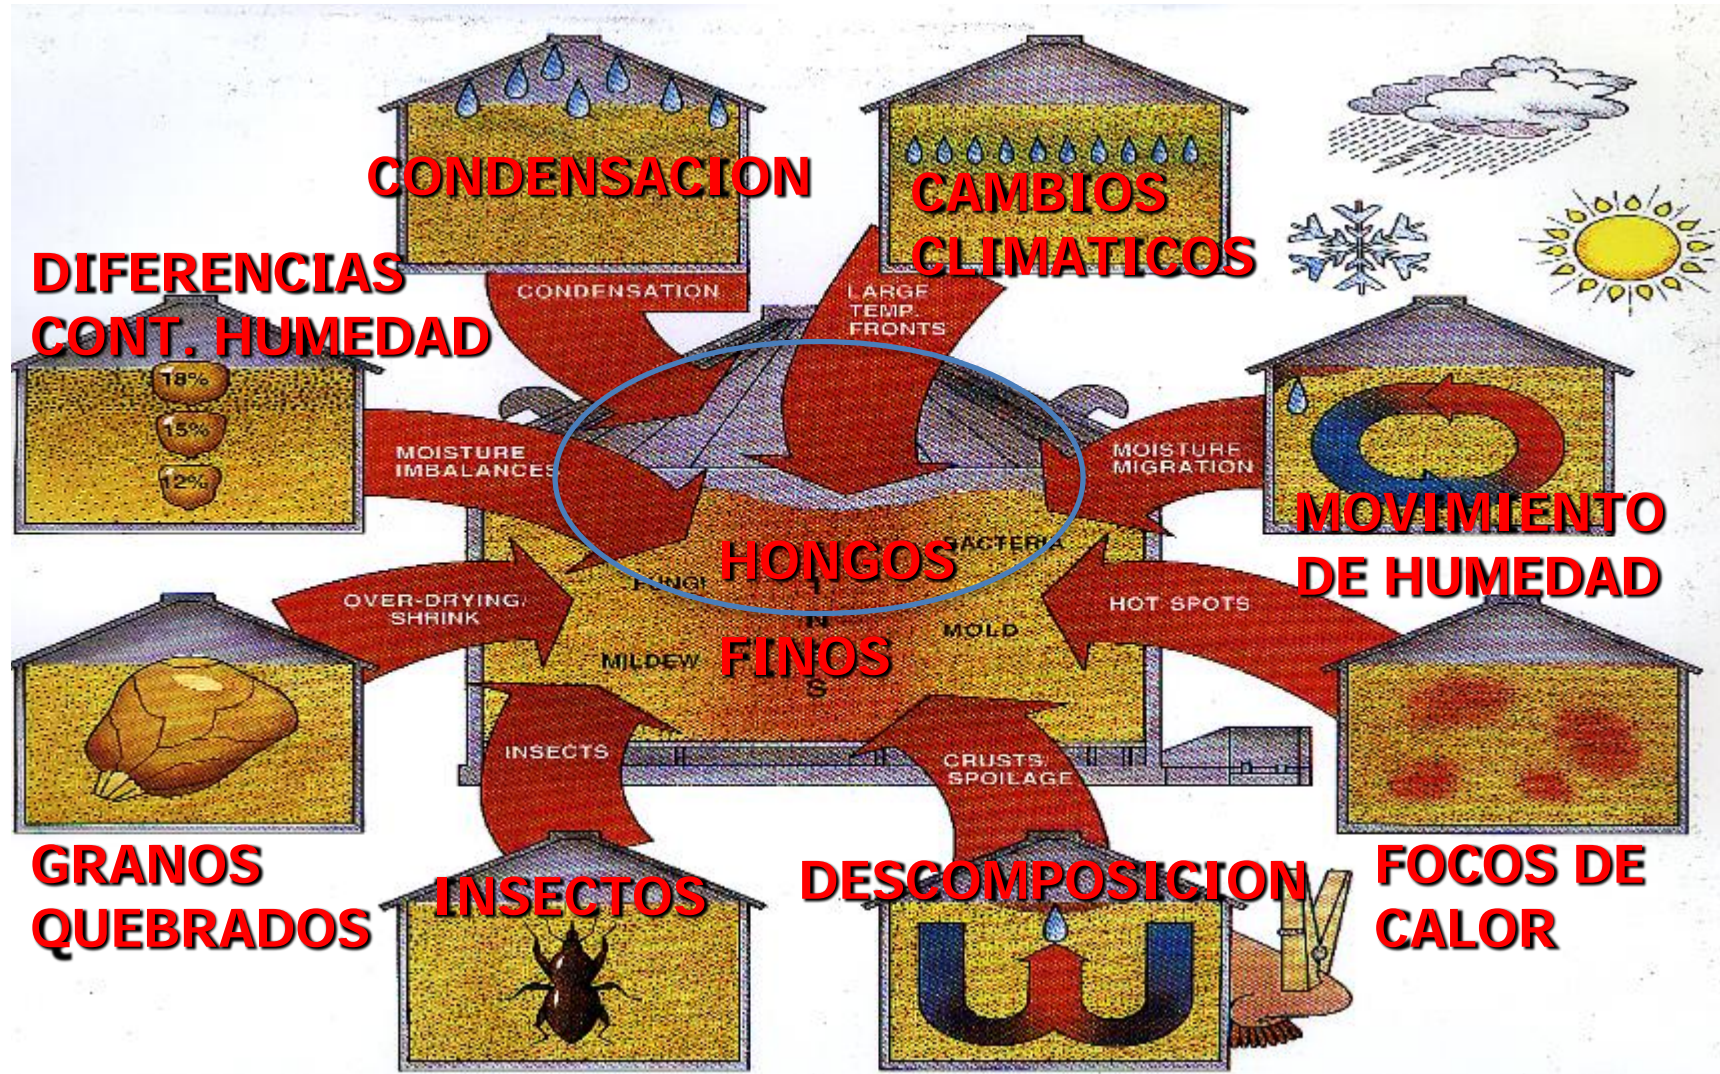 CONDENSACION
CAMBIOS
CLIMATICOS
DIFERENCIAS
CONT. HUMEDAD
CONDENSATION
LARGE
TEMP.
FRONTS
18%
15%
12%
MOISTURE
IMBALANCES
MOISTURE
MIGRATION
MOVIMIENTO
DE HUMEDAD
HONGOS
BACTERIA
FUNGI
FINOS
MOLD
MILDEW
OVER-DRYING/
SHRINK
HOT SPOTS
INSECTS
CRUSTS/
SPOILAGE
GRANOS
QUEBRADOS
INSECTOS
DESCOMPOSICION
FOCOS DE
CALOR